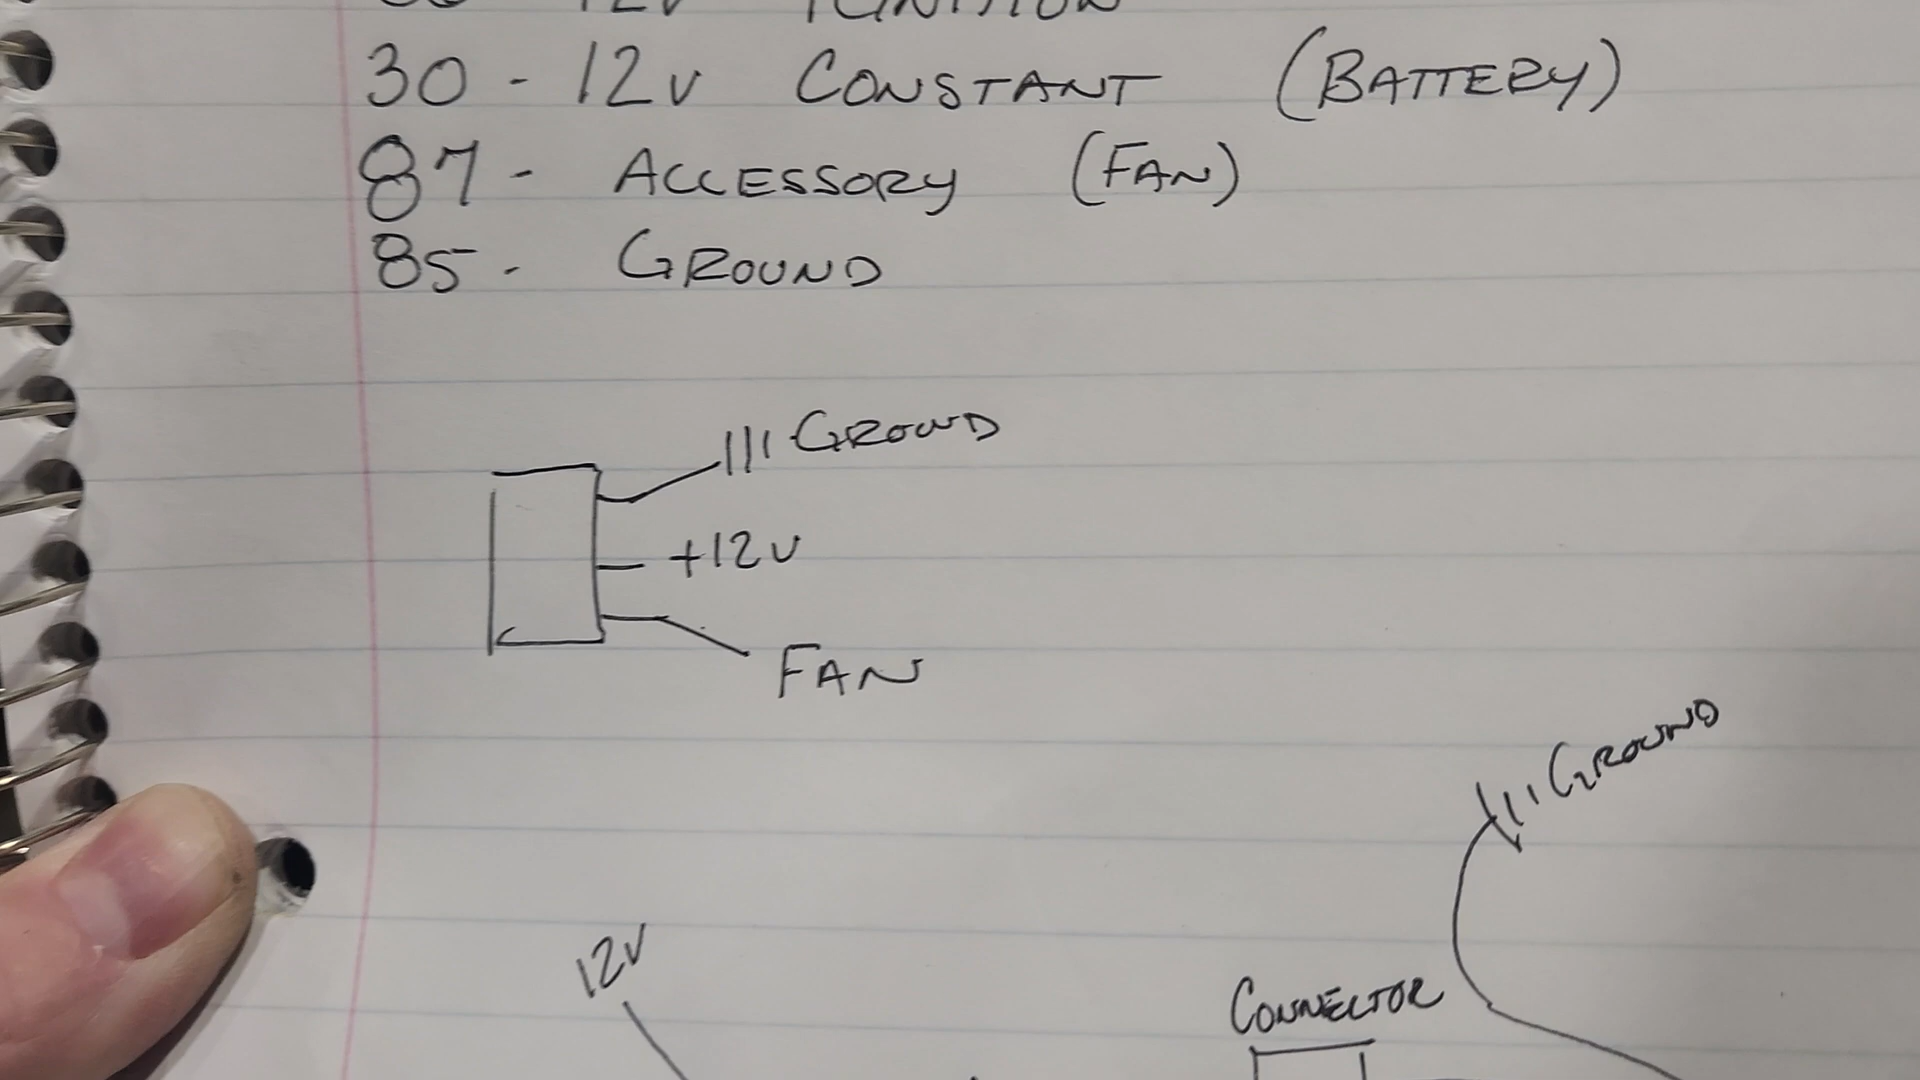 30 - 12V CONSTANT (BATTERY)
87 - ACCESSORY (FAN)
85 - GROUND
GROUND
+12V
FAN
GROUND
12V
CONNECTOR